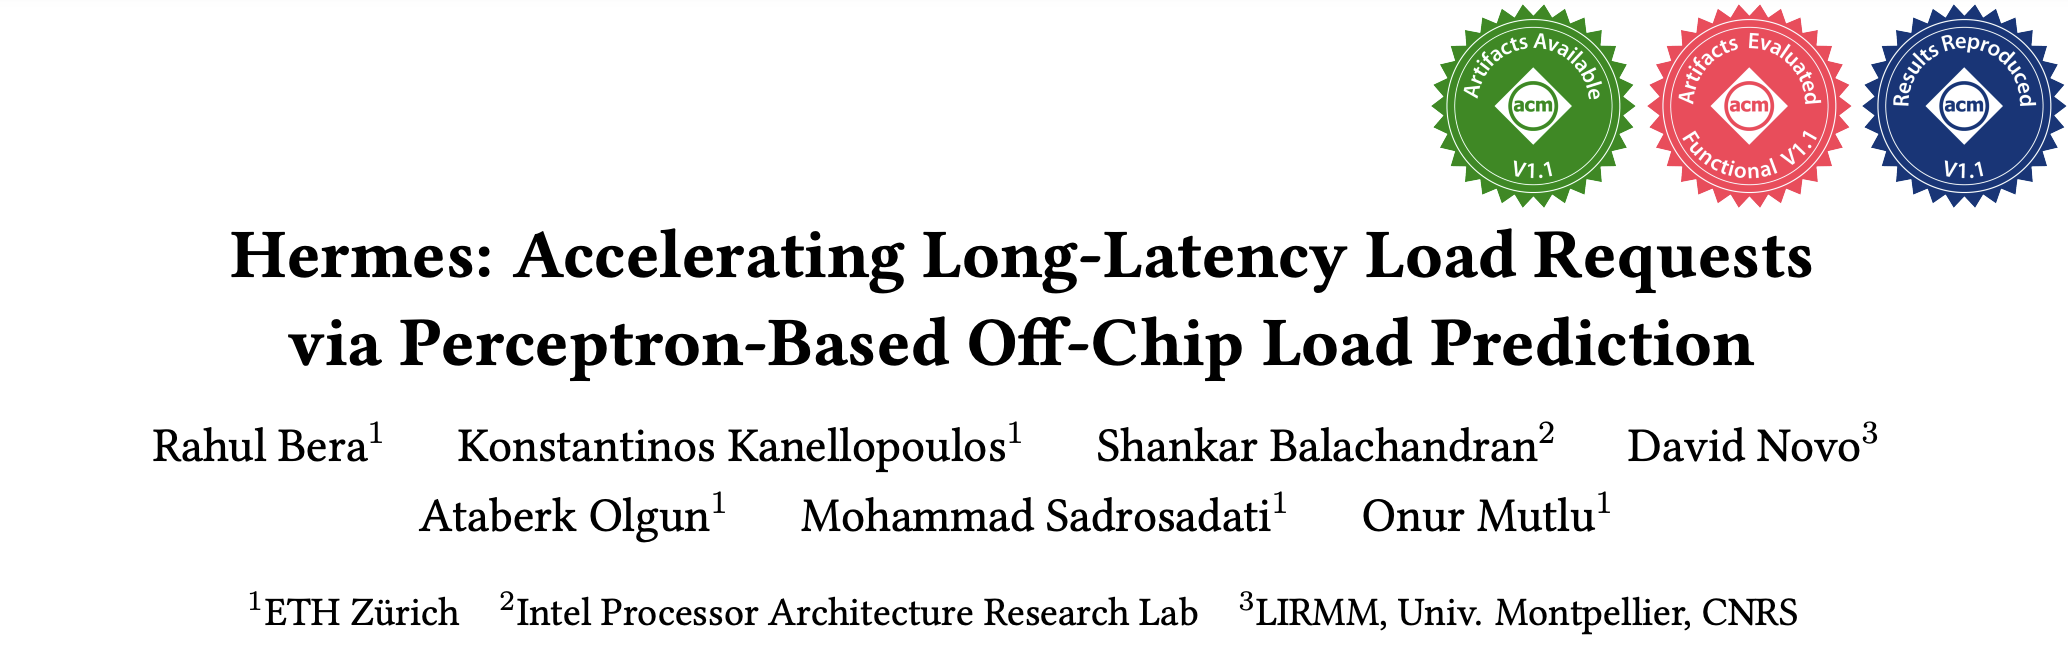 Artifacts Available
acm
V1.1
Artifacts Evaluated
acm
Functional V1.1
Results Reproduced
acm
V1.1
Hermes: Accelerating Long-Latency Load Requests
via Perceptron-Based Off-Chip Load Prediction
Rahul Bera¹ Konstantinos Kanellopoulos¹ Shankar Balachandran² David Novo³
Ataberk Olgun¹ Mohammad Sadrosadati¹ Onur Mutlu¹
¹ETH Zürich ²Intel Processor Architecture Research Lab ³LIRMM, Univ. Montpellier, CNRS